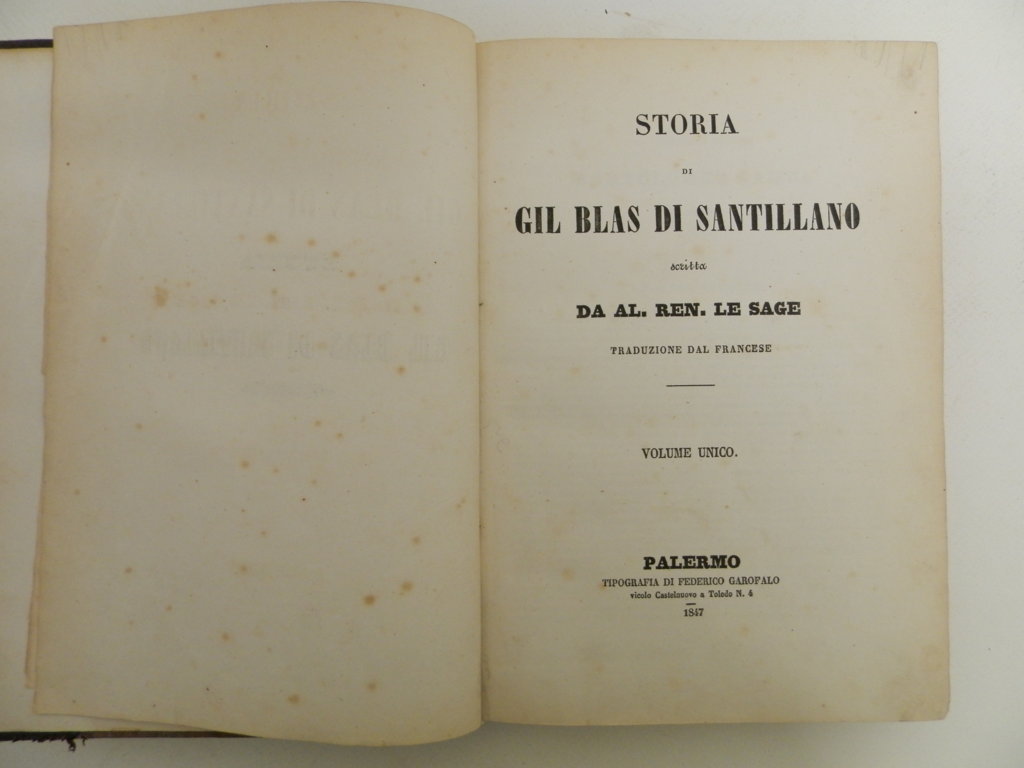 STORIA
DI
GIL BLAS DI SANTILLANO
scritta
DA AL. REN. LE SAGE
TRADUZIONE DAL FRANCESE
VOLUME UNICO.
PALERMO
TIPOGRAFIA DI FEDERICO GAROFALO
vicolo Castelnuovo a Toledo N. 4
1847